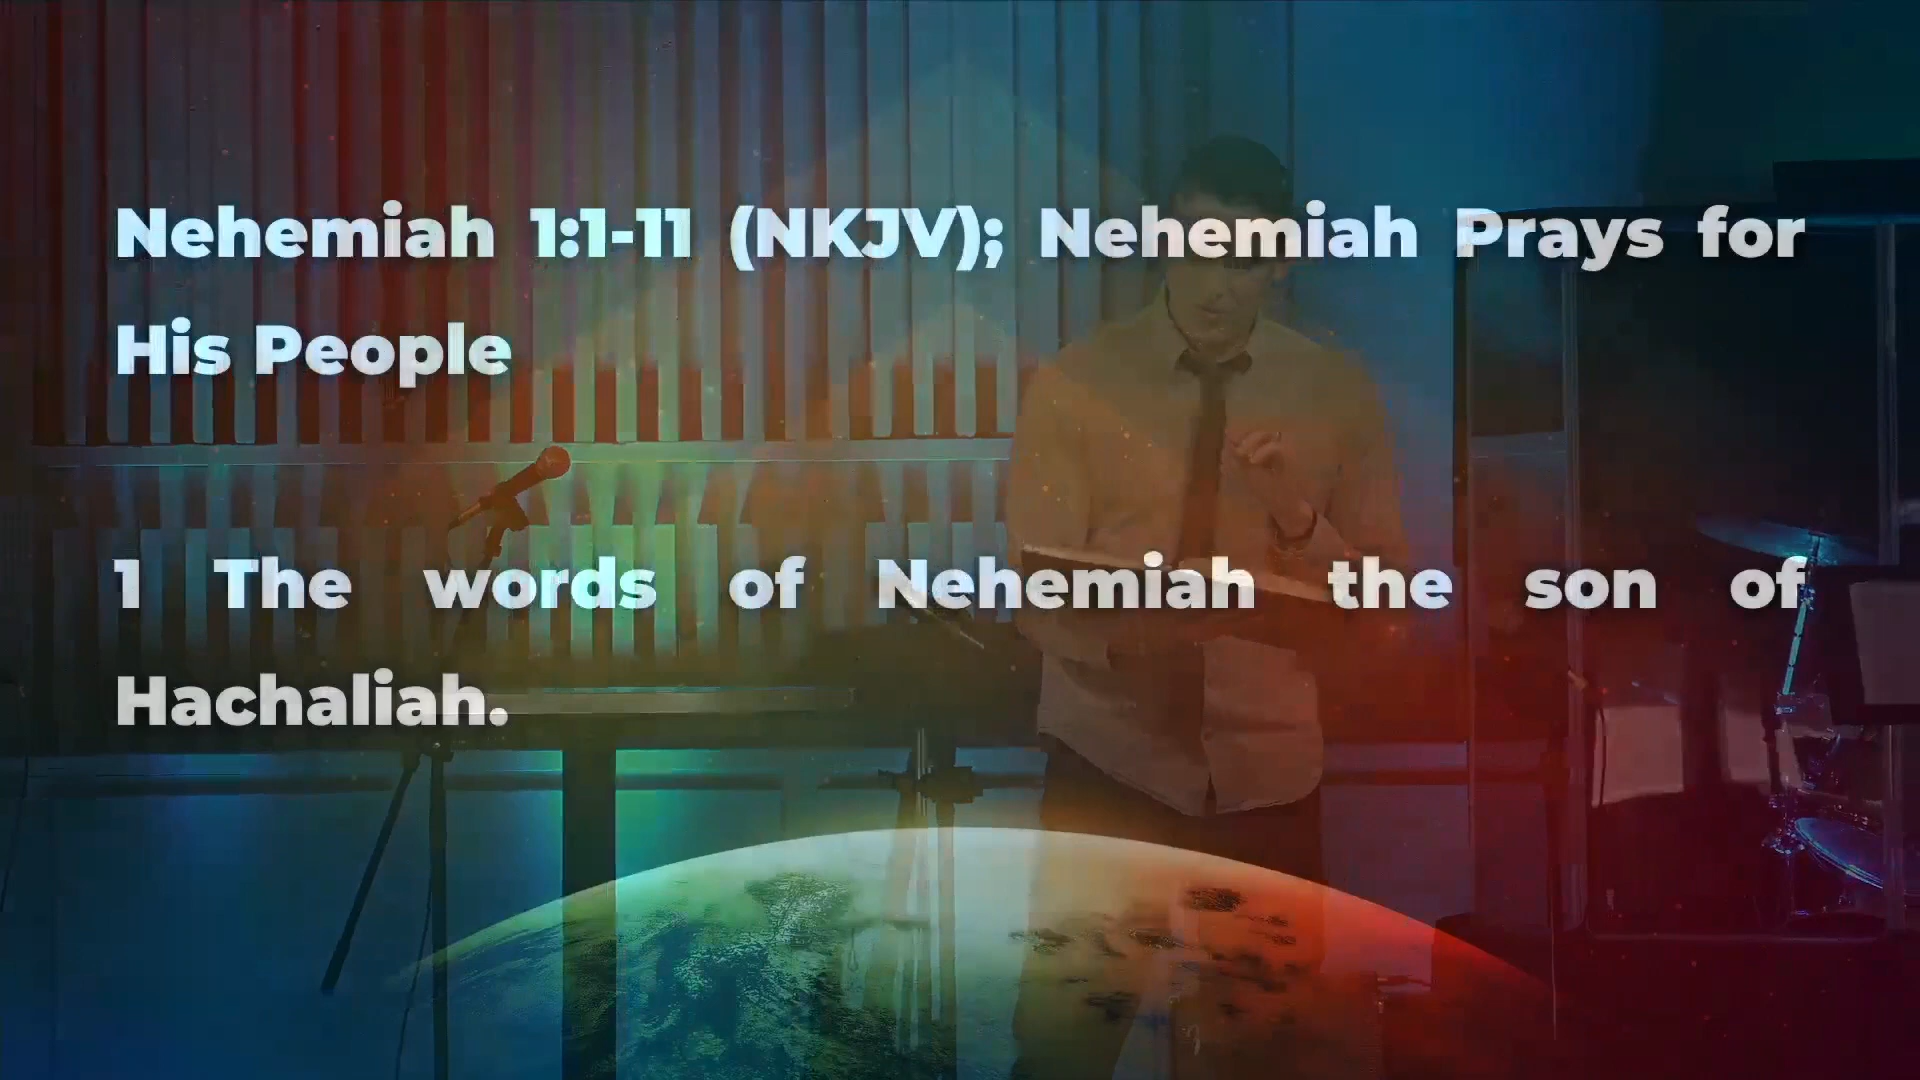 Nehemiah 1:1-11 (NKJV); Nehemiah Prays for
His People
1 The words of Nehemiah the son of
Hachaliah.